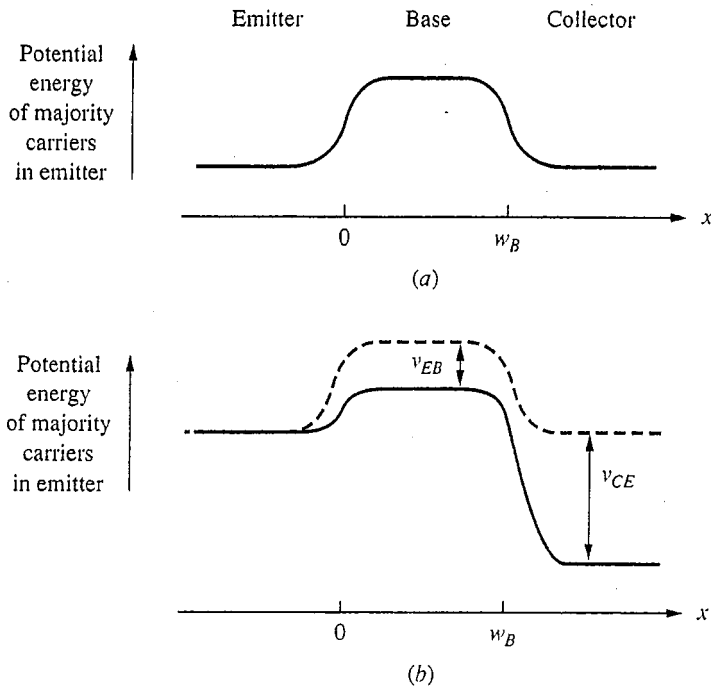 Emitter Base Collector
Potential
energy
of majority
carriers
in emitter
x
0 w_B
(a)
Potential
energy
of majority
carriers
in emitter
v_EB
v_CE
x
0 w_B
(b)